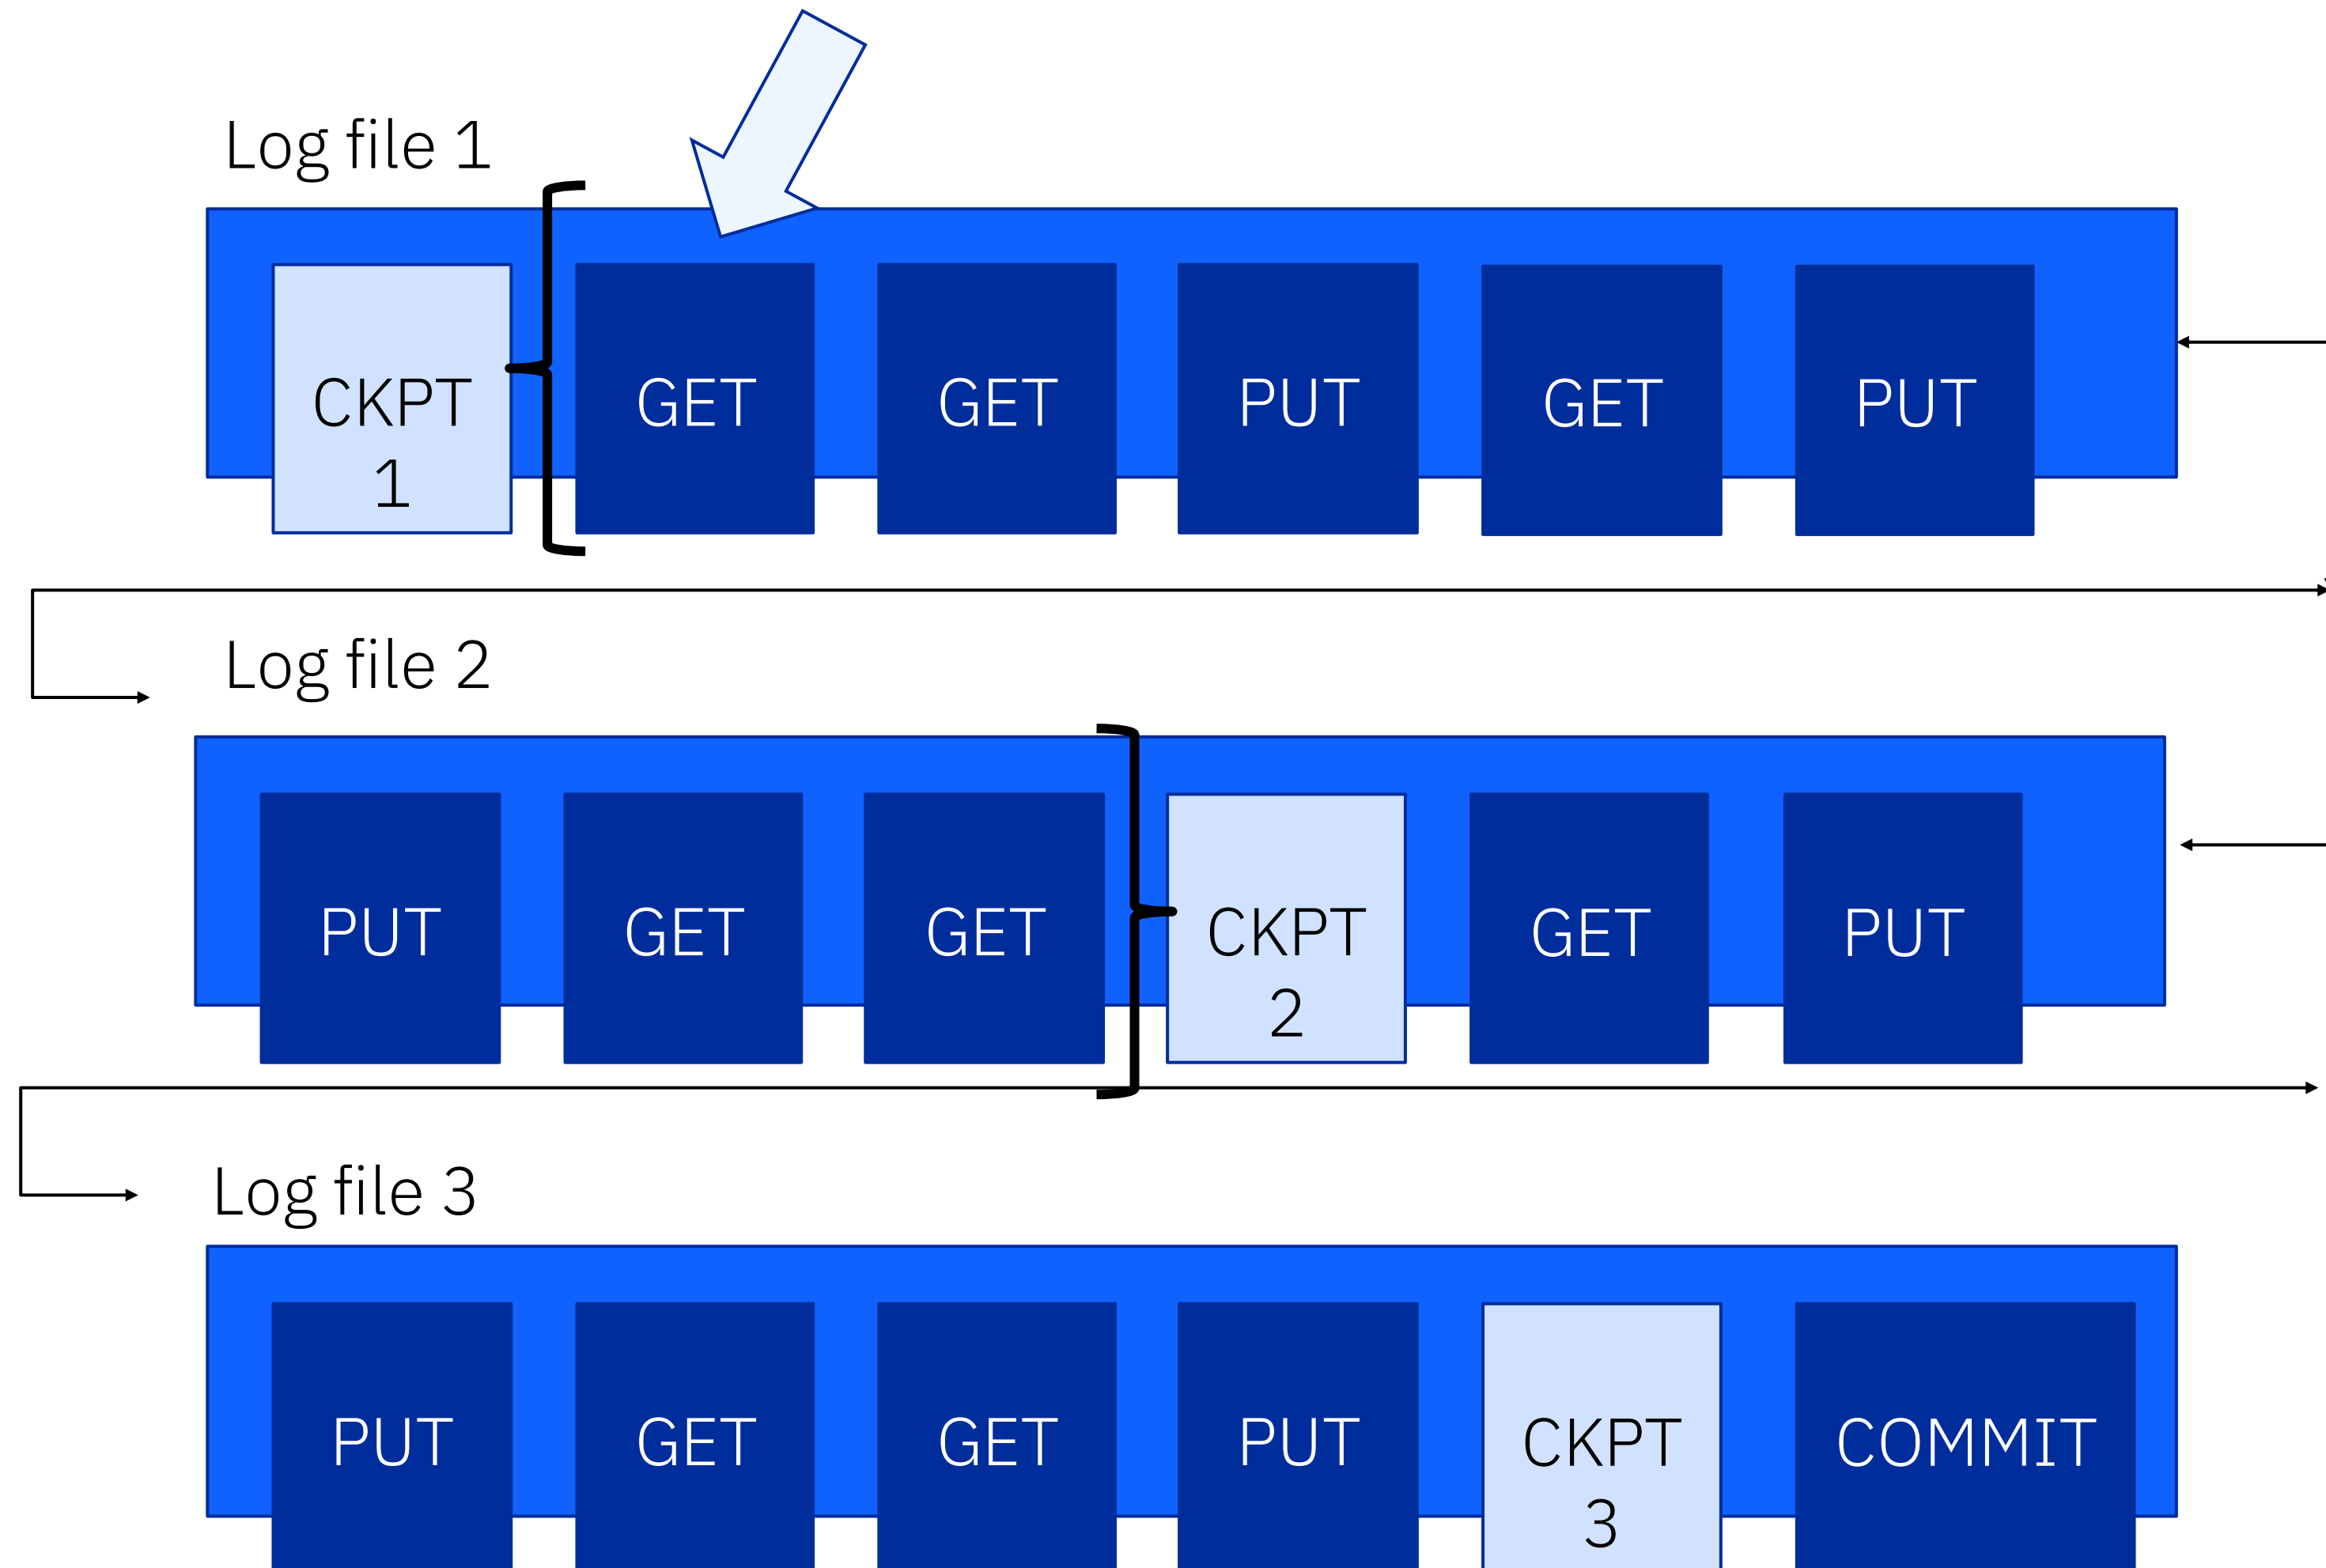 Log file 1
CKPT
1
GET
GET
PUT
GET
PUT
Log file 2
PUT
GET
GET
CKPT
2
GET
PUT
Log file 3
PUT
GET
GET
PUT
CKPT
3
COMMIT